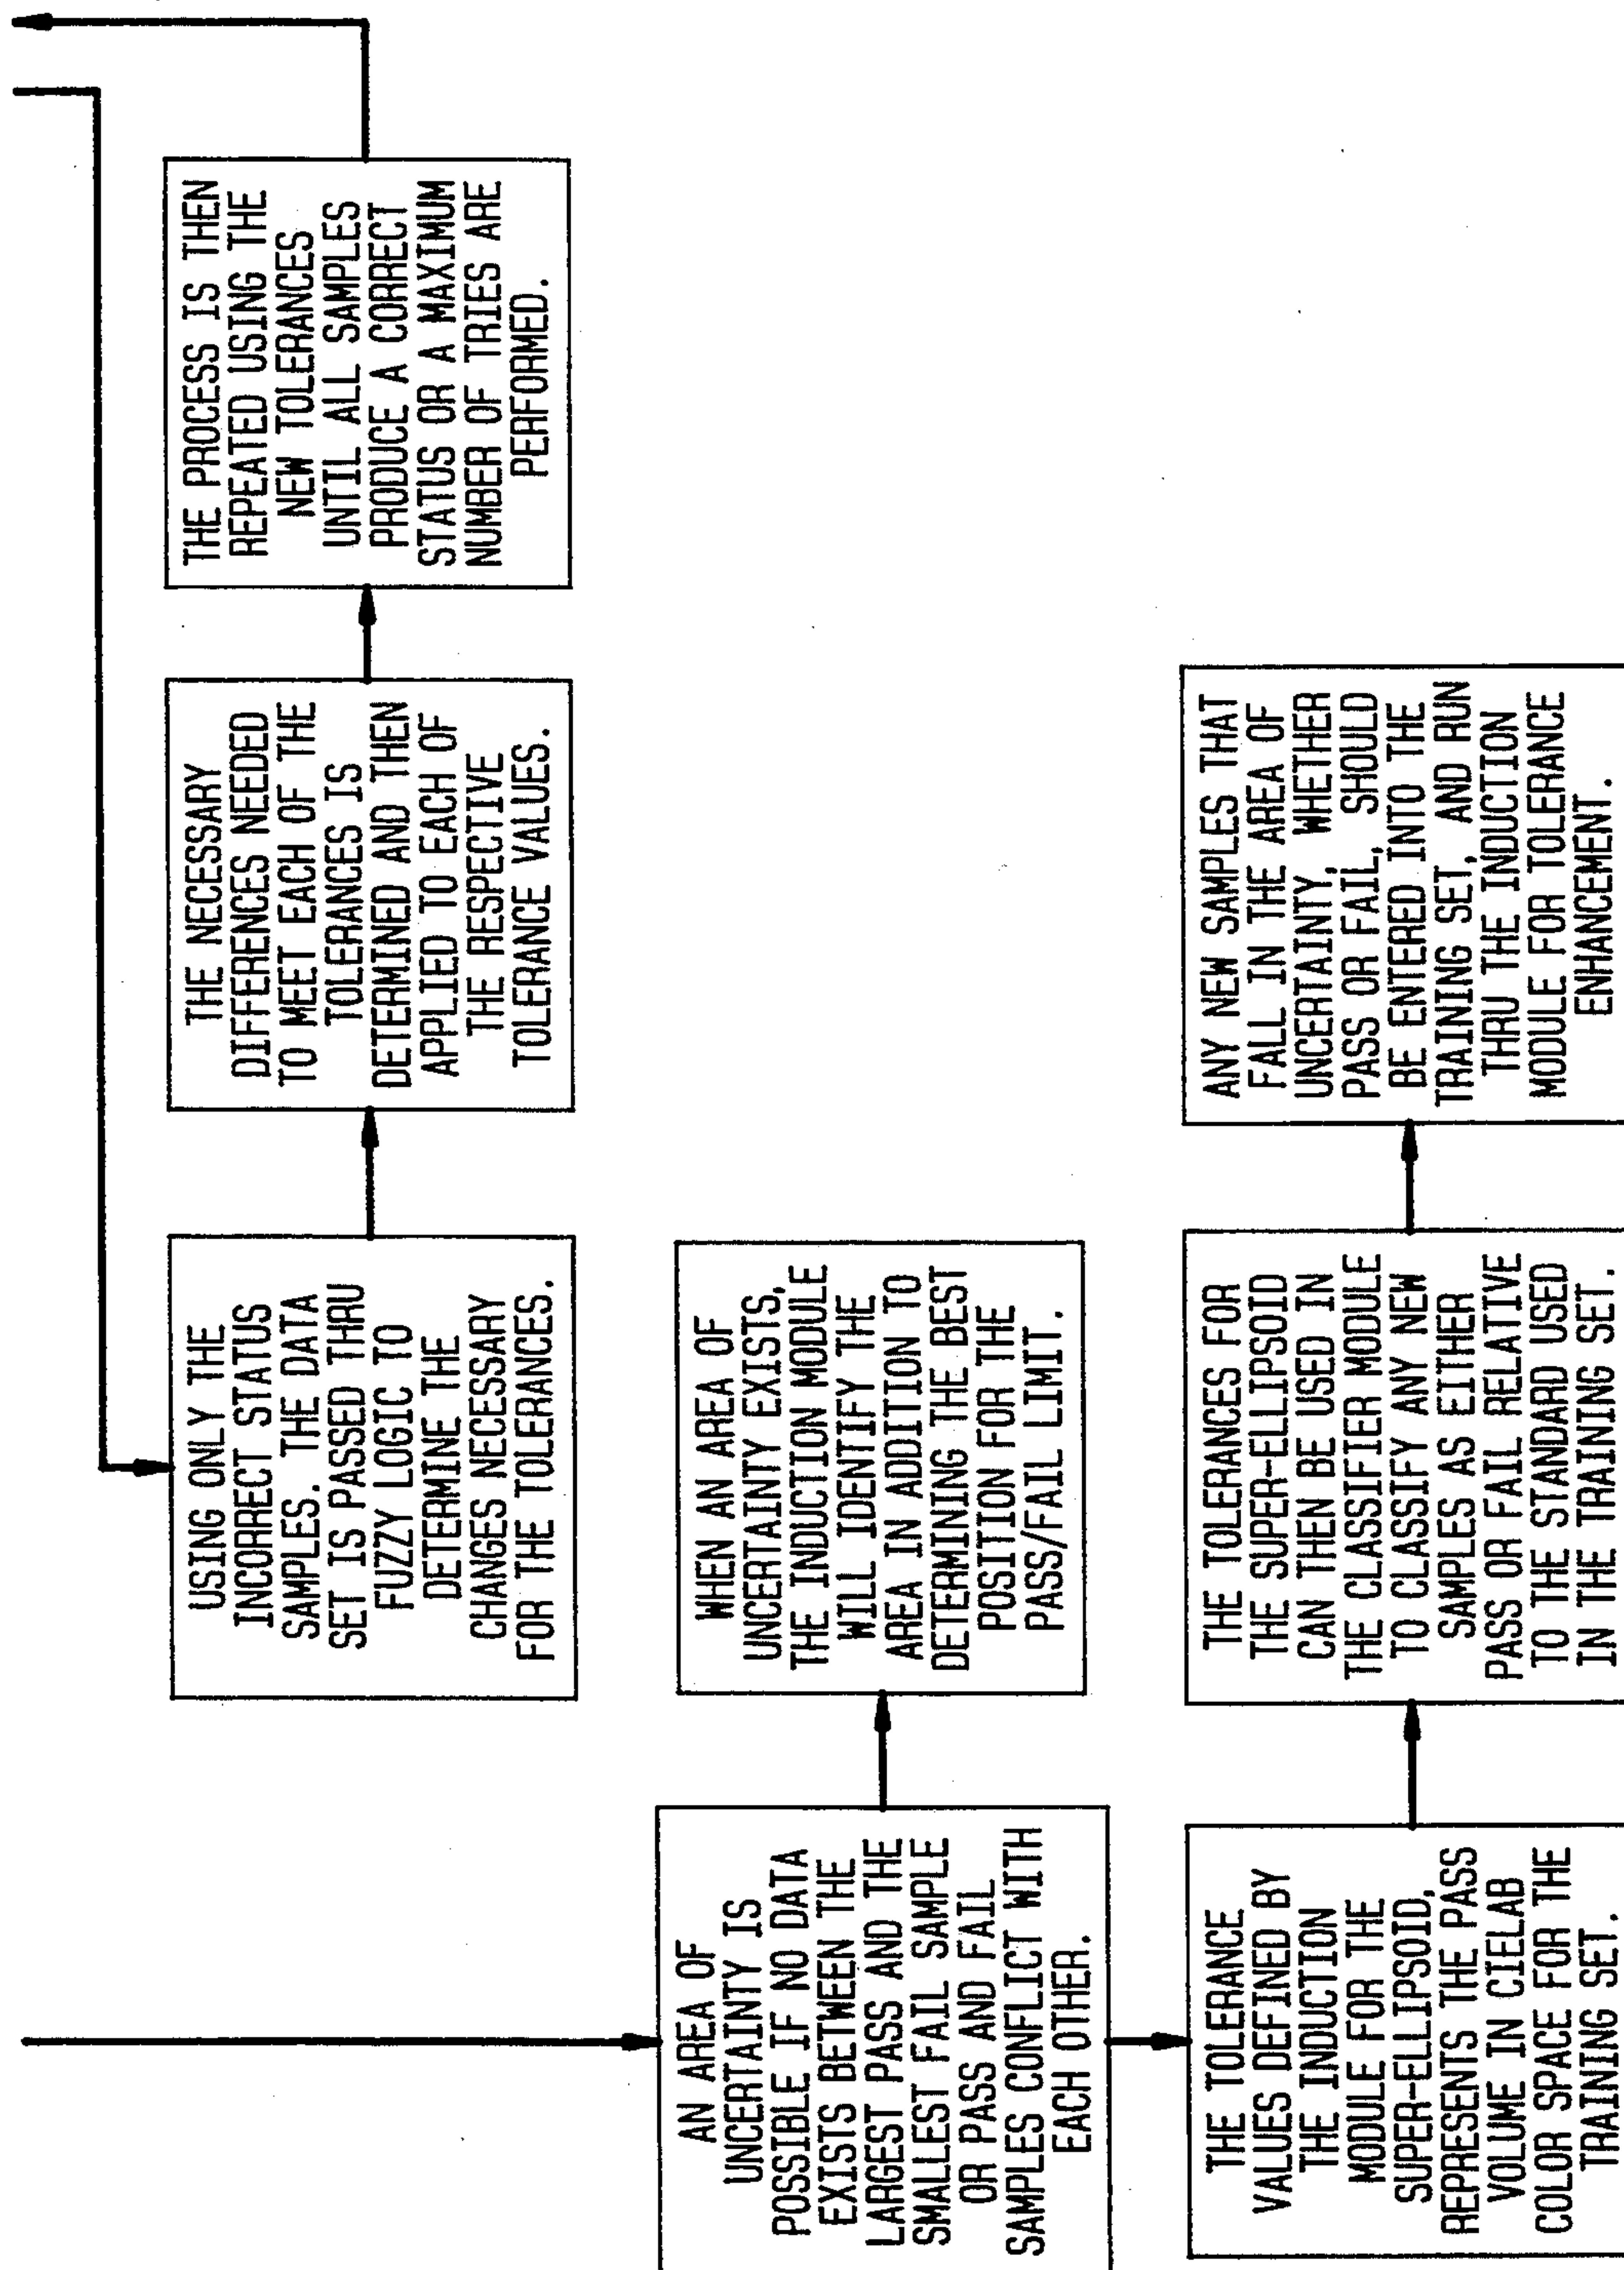 USING ONLY THE
INCORRECT STATUS
SAMPLES. THE DATA
SET IS PASSED THRU
FUZZY LOGIC TO
DETERMINE THE
CHANGES NECESSARY
FOR THE TOLERANCES.
THE NECESSARY
DIFFERENCES NEEDED
TO MEET EACH OF THE
TOLERANCES IS
DETERMINED AND THEN
APPLIED TO EACH OF
THE RESPECTIVE
TOLERANCE VALUES.
THE PROCESS IS THEN
REPEATED USING THE
NEW TOLERANCES
UNTIL ALL SAMPLES
PRODUCE A CORRECT
STATUS OR A MAXIMUM
NUMBER OF TRIES ARE
PERFORMED.
AN AREA OF
UNCERTAINTY IS
POSSIBLE IF NO DATA
EXISTS BETWEEN THE
LARGEST PASS AND THE
SMALLEST FAIL SAMPLE
OR PASS AND FAIL
SAMPLES CONFLICT WITH
EACH OTHER.
WHEN AN AREA OF
UNCERTAINTY EXISTS,
THE INDUCTION MODULE
WILL IDENTIFY THE
AREA IN ADDITION TO
DETERMINING THE BEST
POSITION FOR THE
PASS/FAIL LIMIT.
THE TOLERANCE
VALUES DEFINED BY
THE INDUCTION
MODULE FOR THE
SUPER-ELLIPSOID,
REPRESENTS THE PASS
VOLUME IN CIELAB
COLOR SPACE FOR THE
TRAINING SET.
THE TOLERANCES FOR
THE SUPER-ELLIPSOID
CAN THEN BE USED IN
THE CLASSIFIER MODULE
TO CLASSIFY ANY NEW
SAMPLES AS EITHER
PASS OR FAIL RELATIVE
TO THE STANDARD USED
IN THE TRAINING SET.
ANY NEW SAMPLES THAT
FALL IN THE AREA OF
UNCERTAINTY, WHETHER
PASS OR FAIL, SHOULD
BE ENTERED INTO THE
TRAINING SET, AND RUN
THRU THE INDUCTION
MODULE FOR TOLERANCE
ENHANCEMENT.